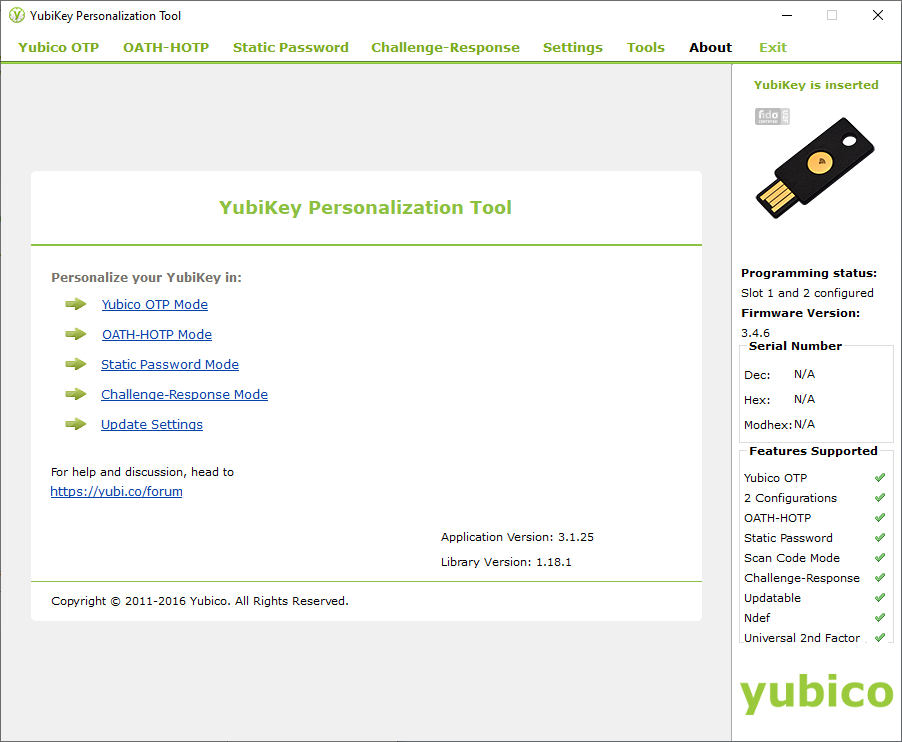 YubiKey Personalization Tool
Yubico OTP OATH-HOTP Static Password Challenge-Response Settings Tools About Exit
YubiKey Personalization Tool
Personalize your YubiKey in:
Yubico OTP Mode
OATH-HOTP Mode
Static Password Mode
Challenge-Response Mode
Update Settings
For help and discussion, head to
https://yubi.co/forum
Application Version: 3.1.25
Library Version: 1.18.1
Copyright © 2011-2016 Yubico. All Rights Reserved.
YubiKey is inserted
fido
Programming status:
Slot 1 and 2 configured
Firmware Version:
3.4.6
Serial Number
Dec: N/A
Hex: N/A
Modhex: N/A
Features Supported
Yubico OTP
2 Configurations
OATH-HOTP
Static Password
Scan Code Mode
Challenge-Response
Updatable
Ndef
Universal 2nd Factor
yubico